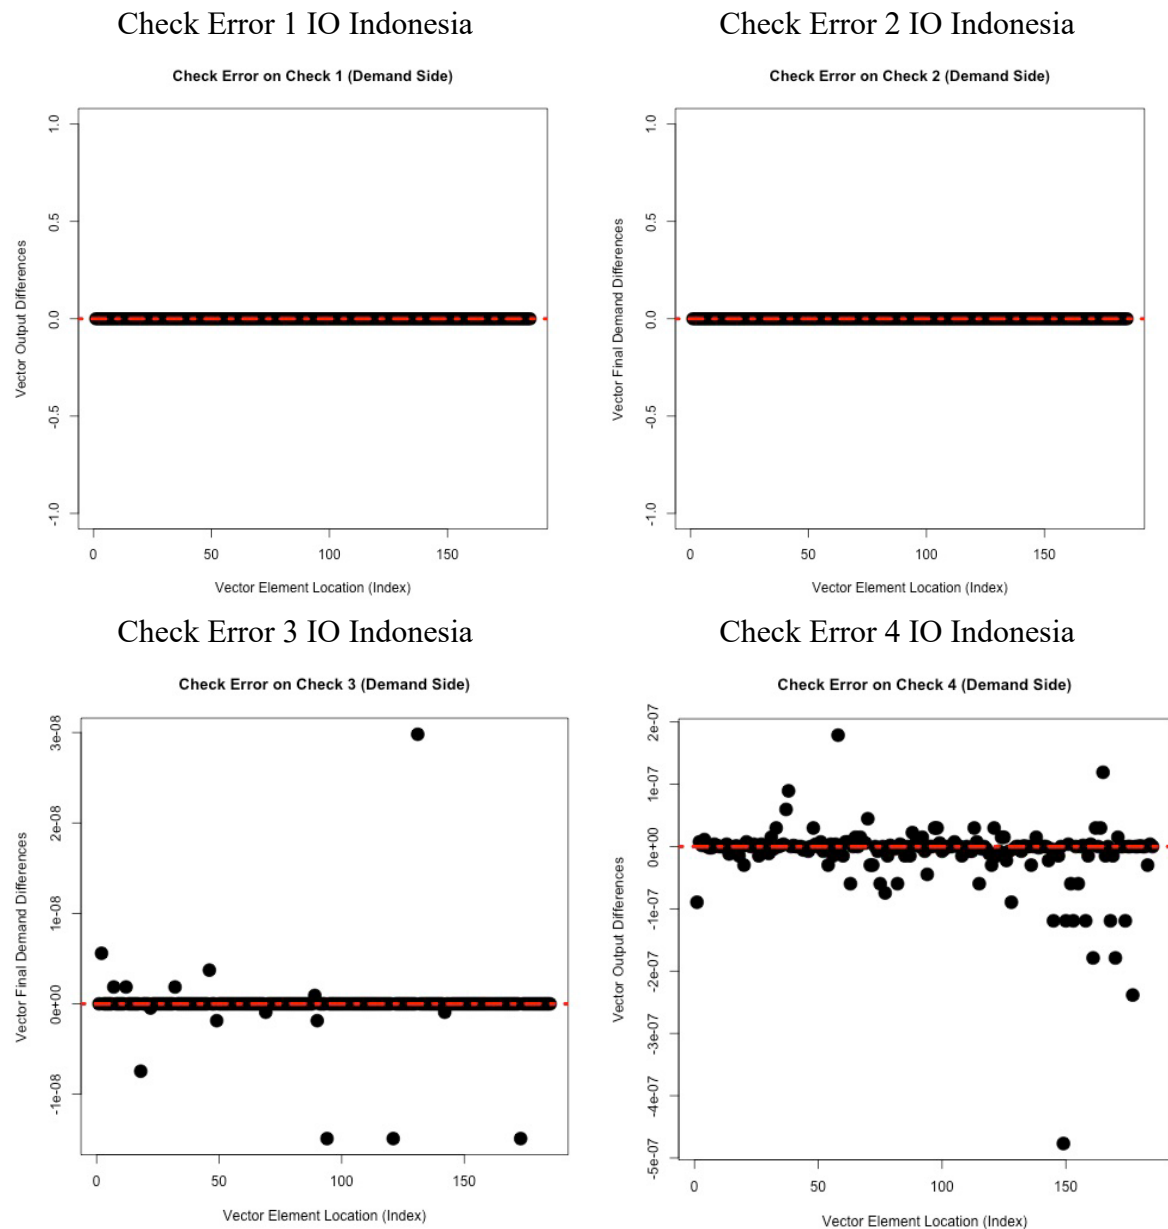 Check Error 1 IO Indonesia
Check Error on Check 1 (Demand Side)
Vector Output Differences
1.0
0.5
0.0
-0.5
-1.0
0 50 100 150
Vector Element Location (Index)
Check Error 2 IO Indonesia
Check Error on Check 2 (Demand Side)
Vector Final Demand Differences
1.0
0.5
0.0
-0.5
-1.0
0 50 100 150
Vector Element Location (Index)
Check Error 3 IO Indonesia
Check Error on Check 3 (Demand Side)
Vector Final Demand Differences
3e-08
2e-08
1e-08
0e+00
-1e-08
0 50 100 150
Vector Element Location (Index)
Check Error 4 IO Indonesia
Check Error on Check 4 (Demand Side)
Vector Output Differences
2e-07
1e-07
0e+00
-1e-07
-2e-07
-3e-07
-4e-07
-5e-07
0 50 100 150
Vector Element Location (Index)